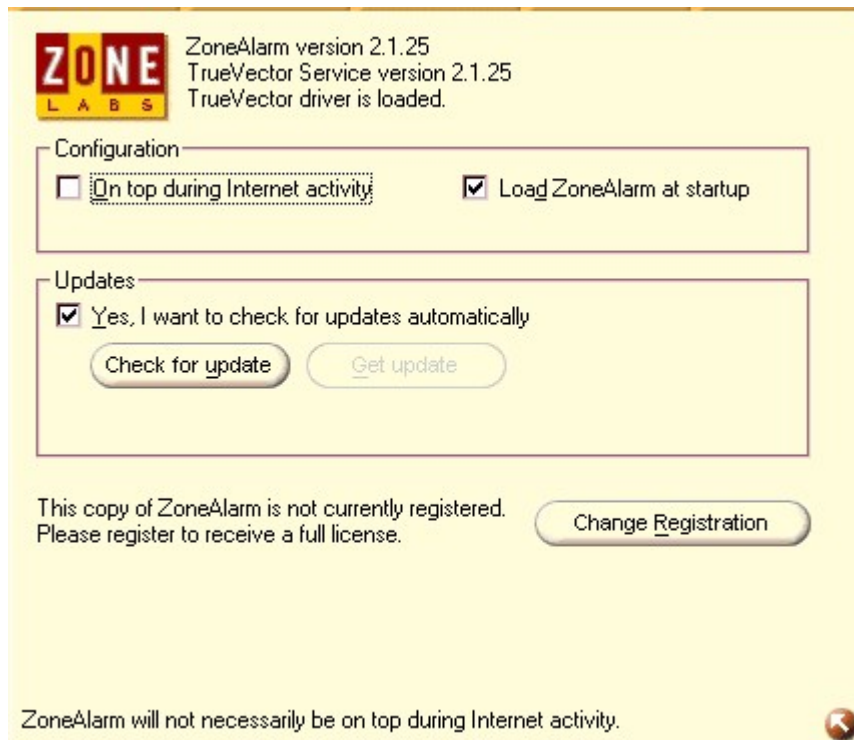 ZONE
LABS
ZoneAlarm version 2.1.25
TrueVector Service version 2.1.25
TrueVector driver is loaded.
Configuration
On top during Internet activity
Load ZoneAlarm at startup
Updates
Yes, I want to check for updates automatically
Check for update
Get update
This copy of ZoneAlarm is not currently registered.
Please register to receive a full license.
Change Registration
ZoneAlarm will not necessarily be on top during Internet activity.